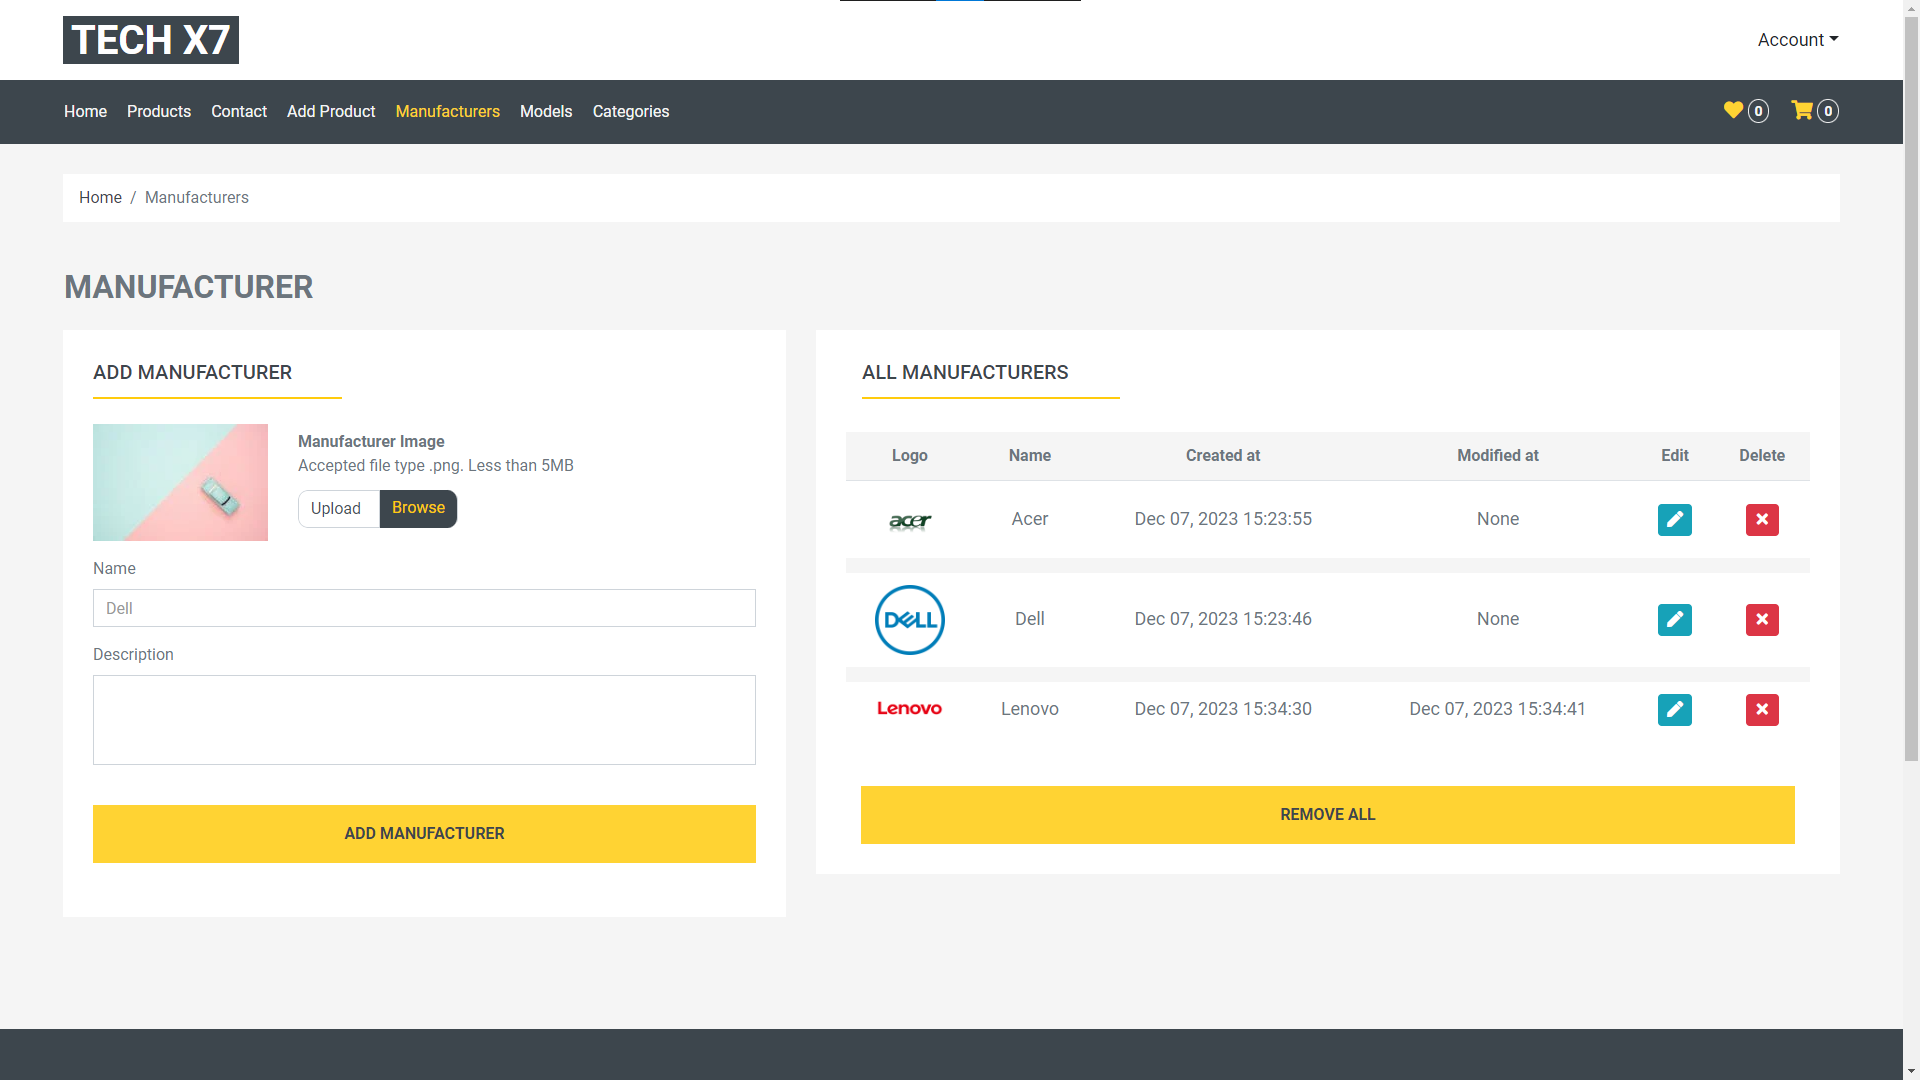 TECH X7
Account
Home Products Contact Add Product Manufacturers Models Categories 0 0
Home / Manufacturers
MANUFACTURER
ADD MANUFACTURER
Manufacturer Image
Accepted file type .png. Less than 5MB
Upload Browse
Name
Dell
Description
ADD MANUFACTURER
ALL MANUFACTURERS
Logo Name Created at Modified at Edit Delete
acer Acer Dec 07, 2023 15:23:55 None
DELL Dell Dec 07, 2023 15:23:46 None
Lenovo Lenovo Dec 07, 2023 15:34:30 Dec 07, 2023 15:34:41
REMOVE ALL